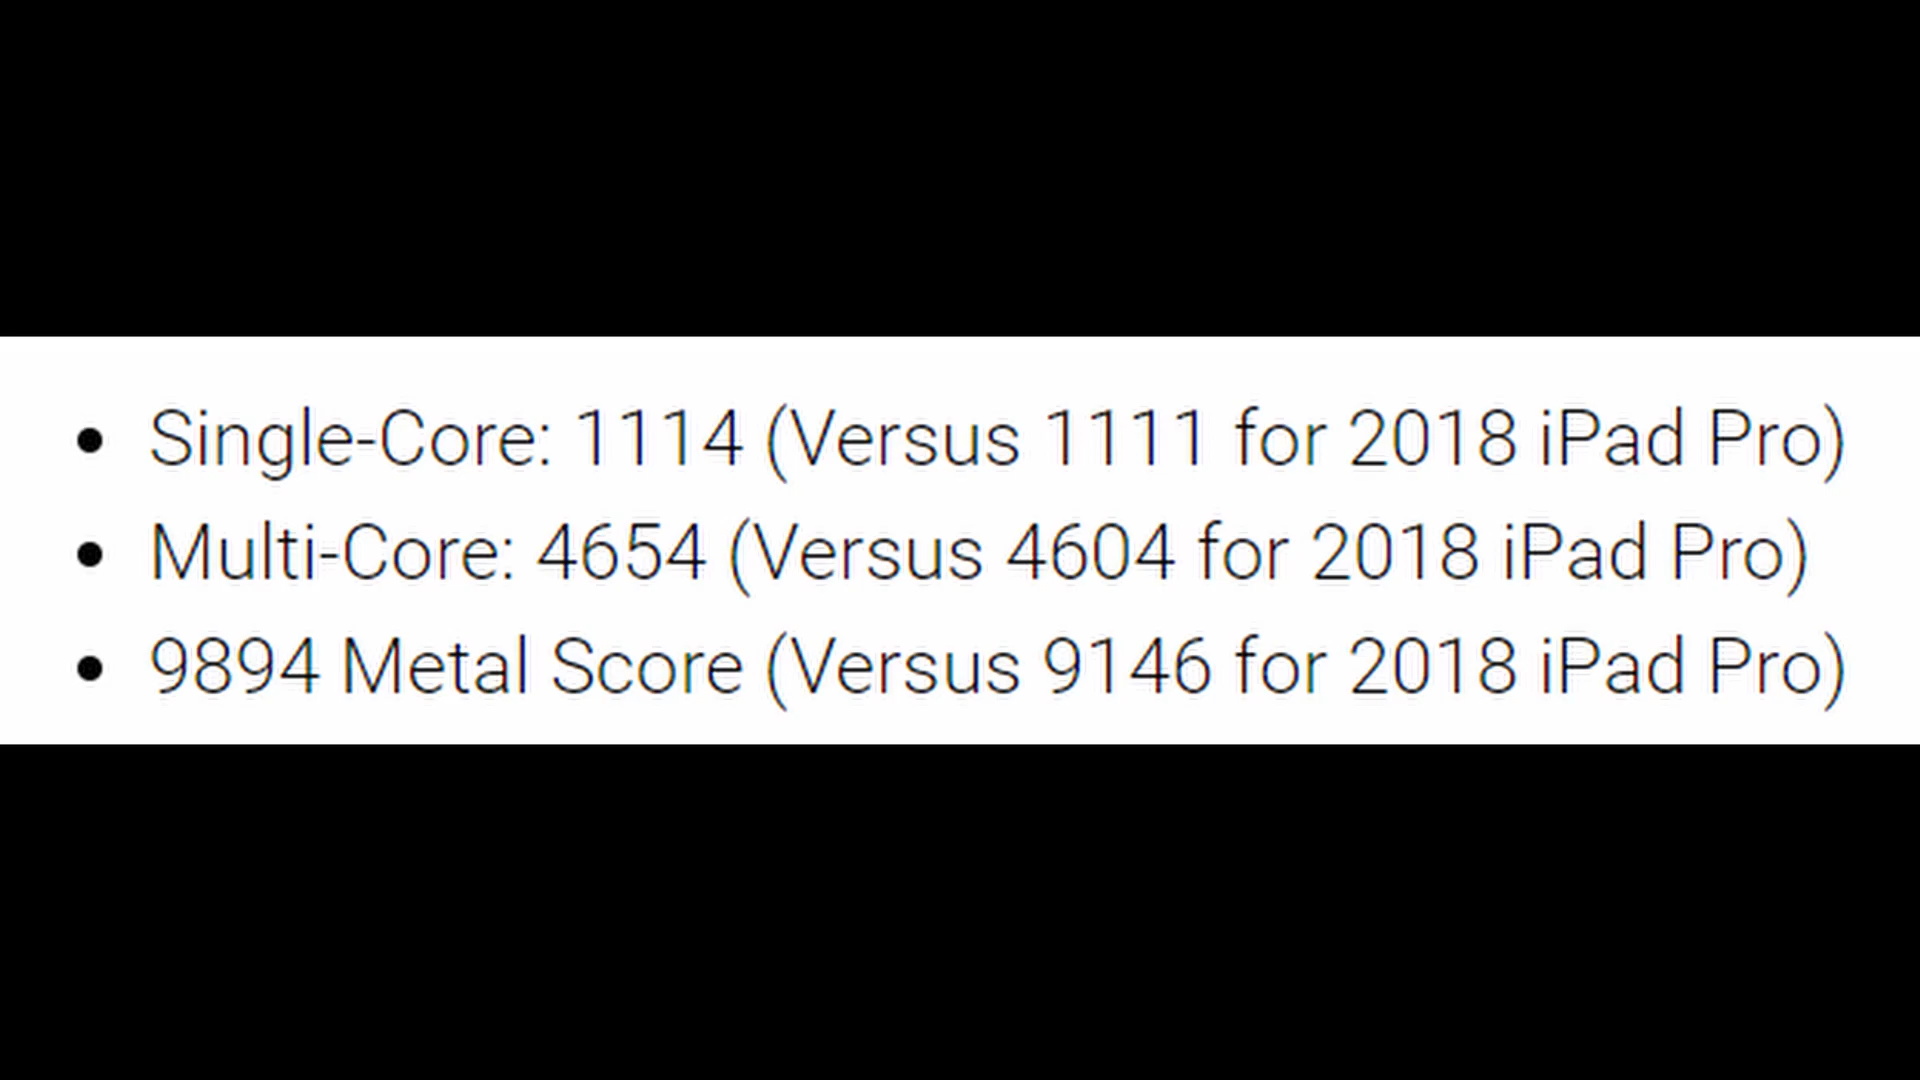 • Single-Core: 1114 (Versus 1111 for 2018 iPad Pro)
• Multi-Core: 4654 (Versus 4604 for 2018 iPad Pro)
• 9894 Metal Score (Versus 9146 for 2018 iPad Pro)